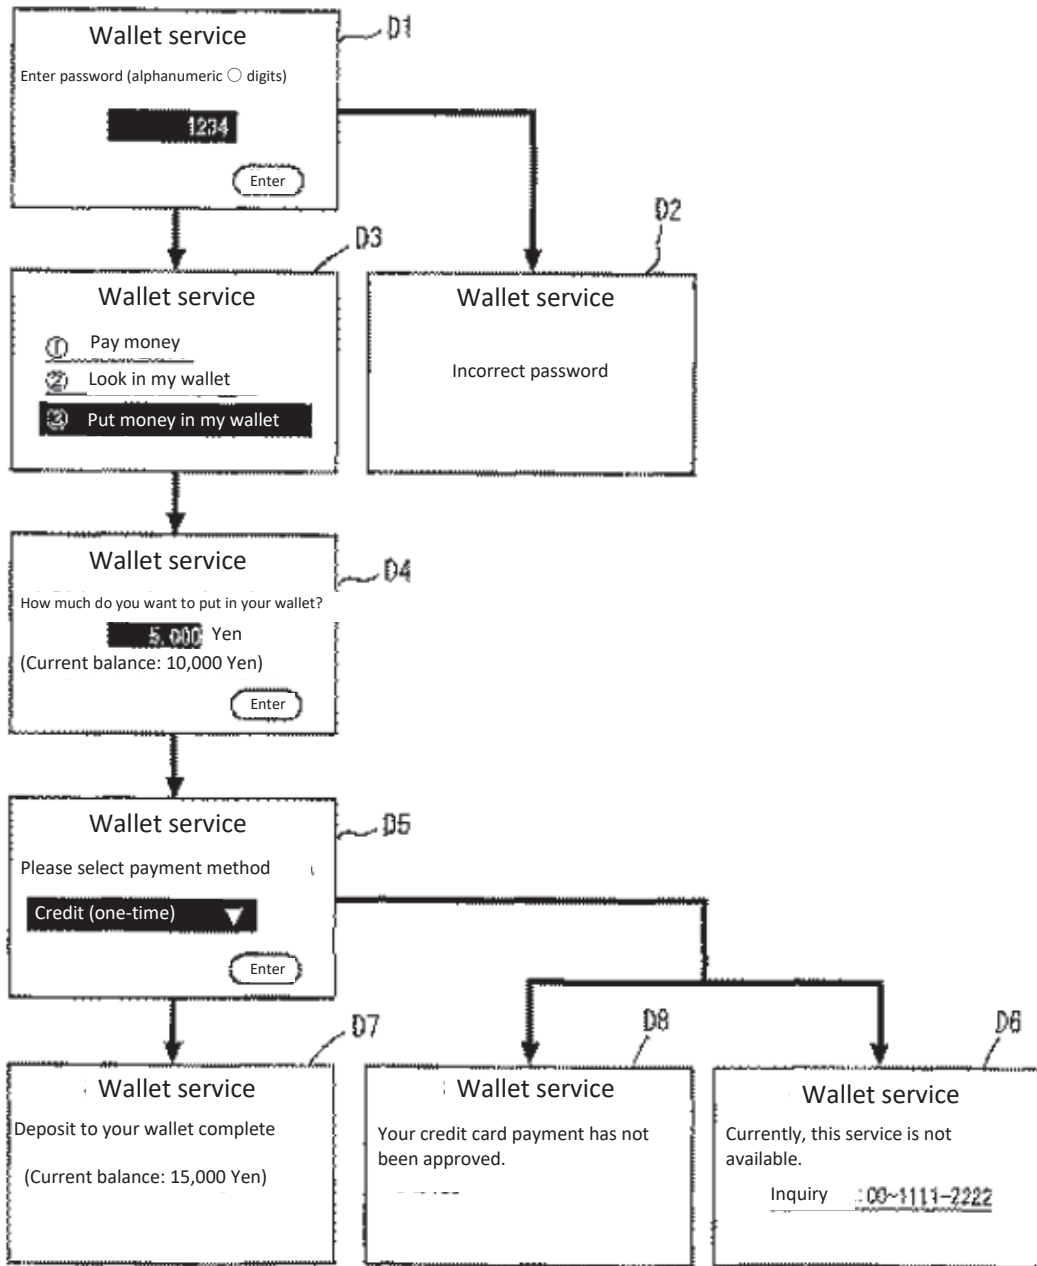 Wallet service
D1
Enter password (alphanumeric ○ digits)
1234
Enter
D3
Wallet service
① Pay money
② Look in my wallet
③ Put money in my wallet
D2
Wallet service
Incorrect password
Wallet service
D4
How much do you want to put in your wallet?
5,000 Yen
(Current balance: 10,000 Yen)
Enter
Wallet service
D5
Please select payment method
Credit (one-time) ▼
Enter
D7
Wallet service
Deposit to your wallet complete
(Current balance: 15,000 Yen)
D8
Wallet service
Your credit card payment has not
been approved.
D6
Wallet service
Currently, this service is not
available.
Inquiry :00-1111-2222